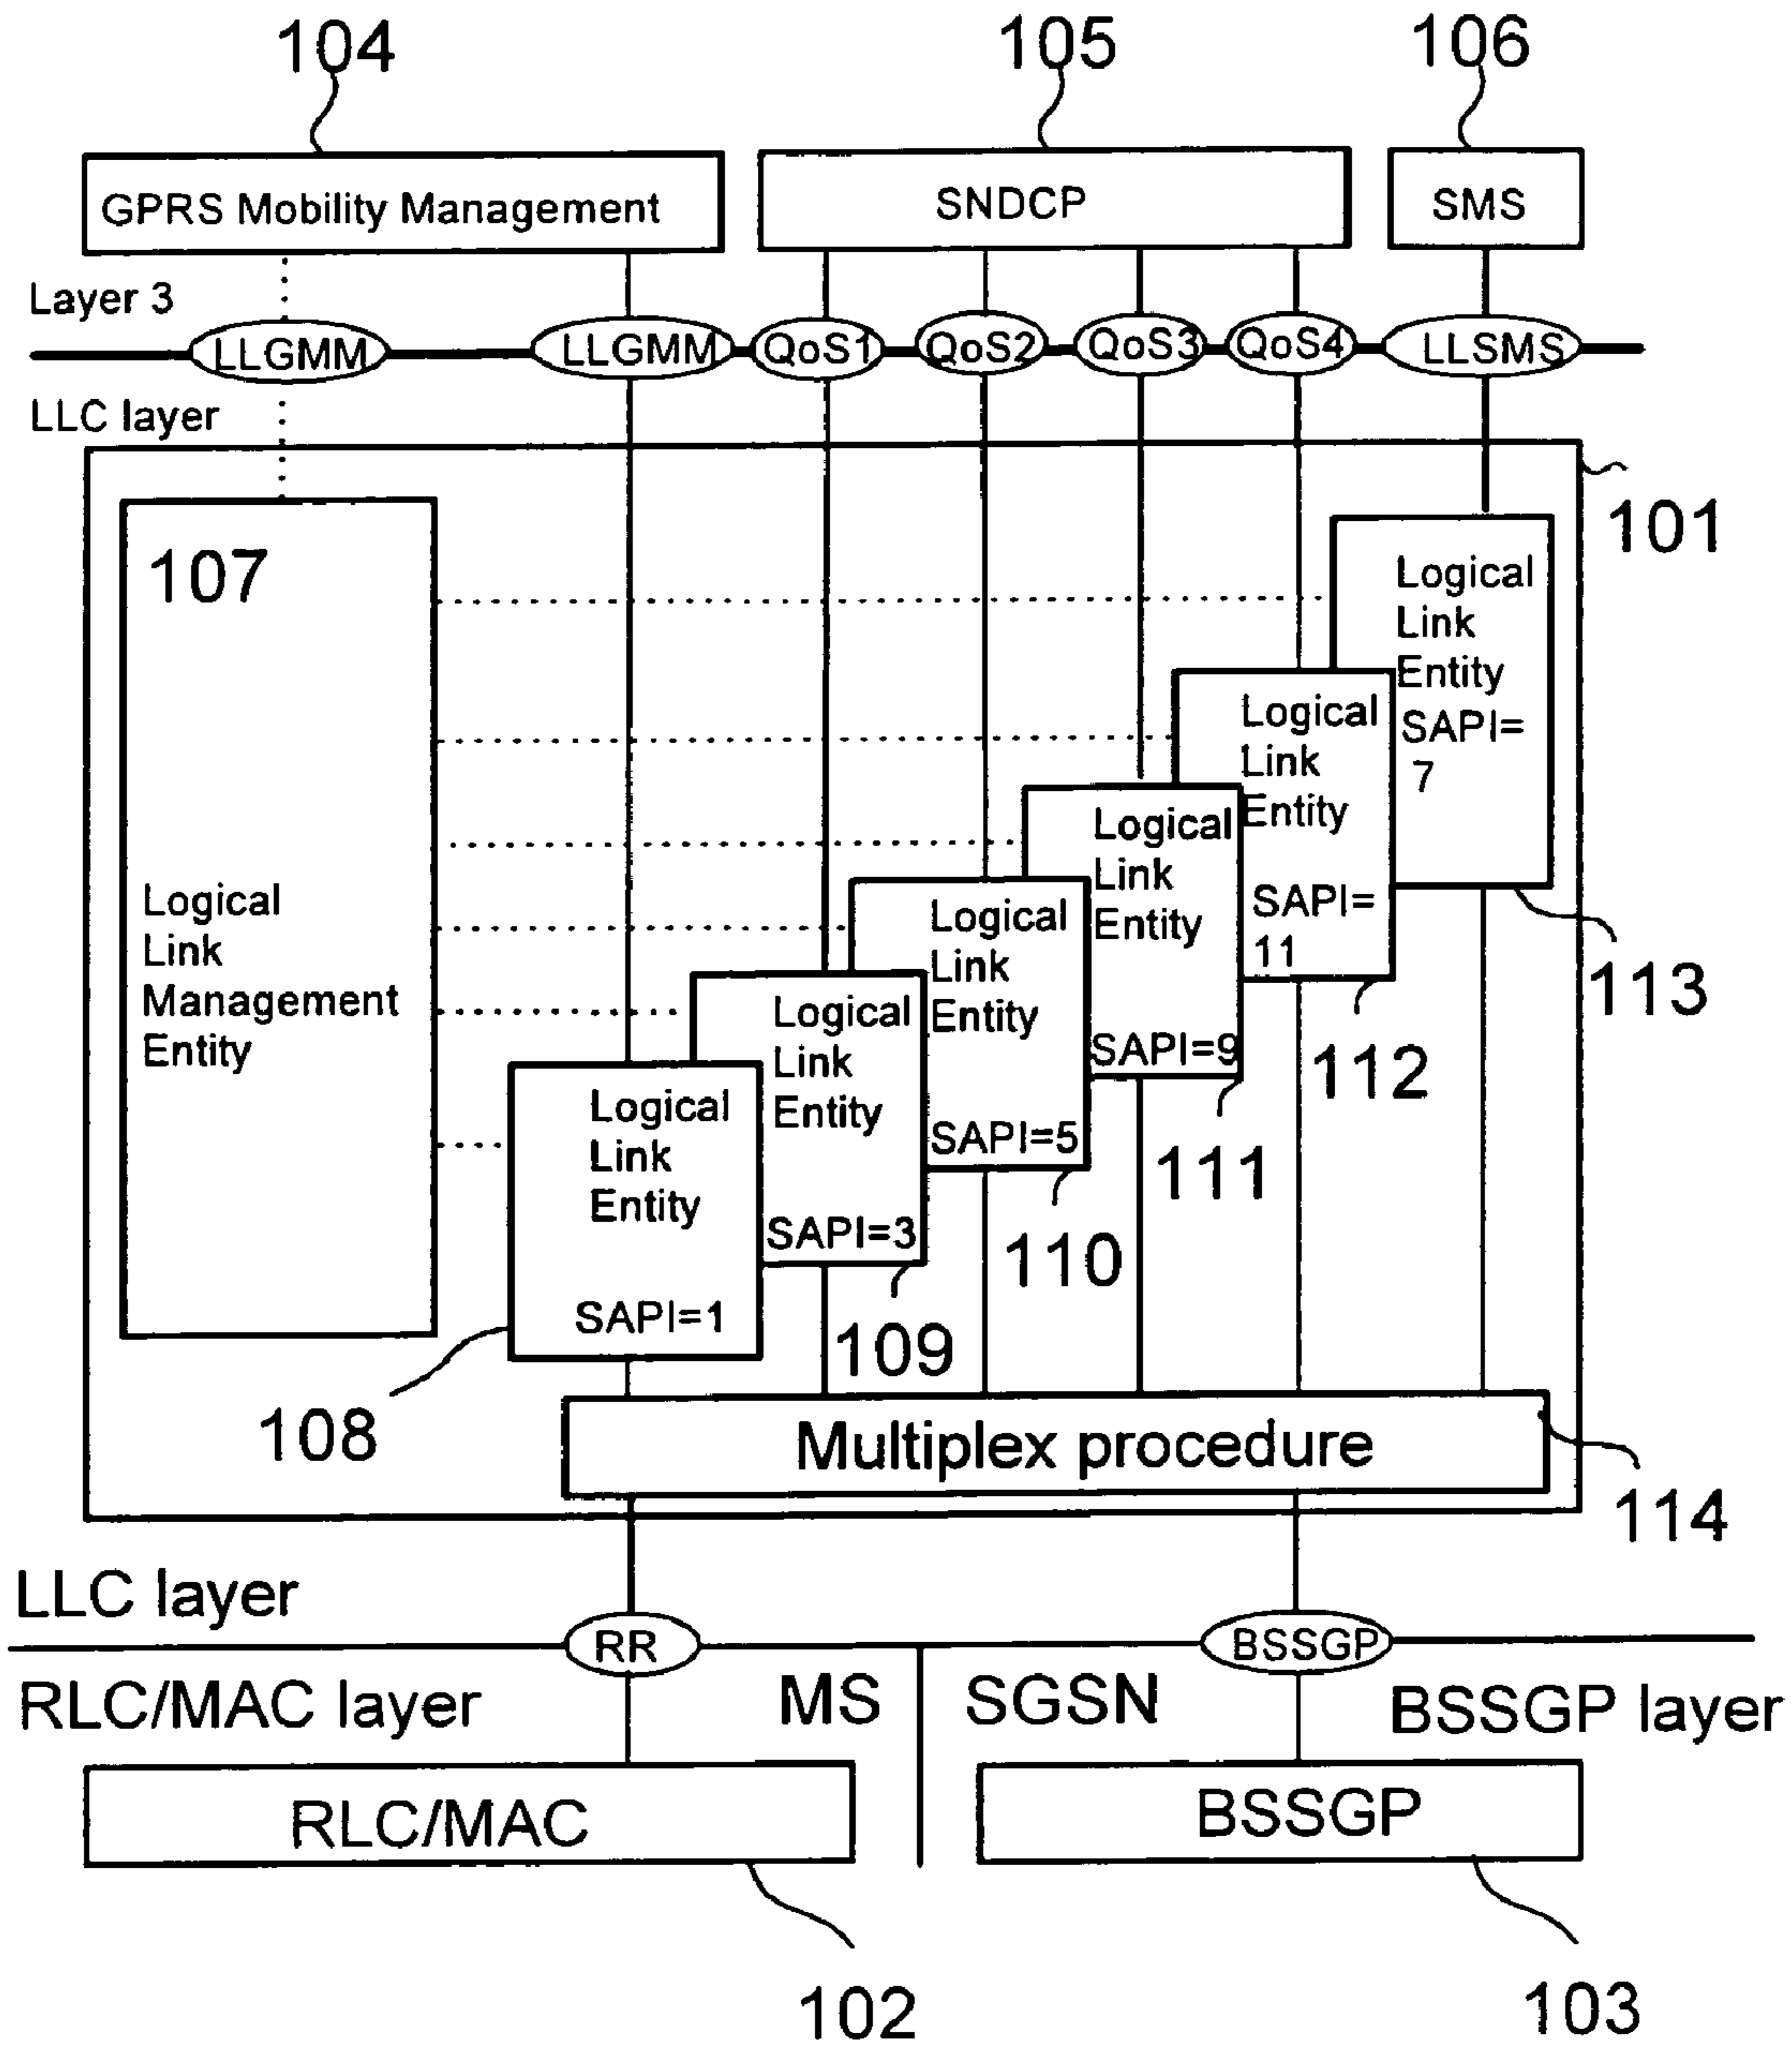 104
105
106
GPRS Mobility Management
SNDCP
SMS
Layer 3
LLGMM
LLGMM
QoS1
QoS2
QoS3
QoS4
LLSMS
LLC layer
101
107
Logical
Link
Management
Entity
Logical
Link
Entity
SAPI=1
108
Logical
Link
Entity
SAPI=3
109
Logical
Link
Entity
SAPI=5
110
Logical
Link
Entity
SAPI=9
111
Logical
Link
Entity
SAPI=
11
112
Logical
Link
Entity
SAPI=
7
113
Multiplex procedure
114
LLC layer
RR
BSSGP
RLC/MAC layer
MS
SGSN
BSSGP layer
RLC/MAC
BSSGP
102
103